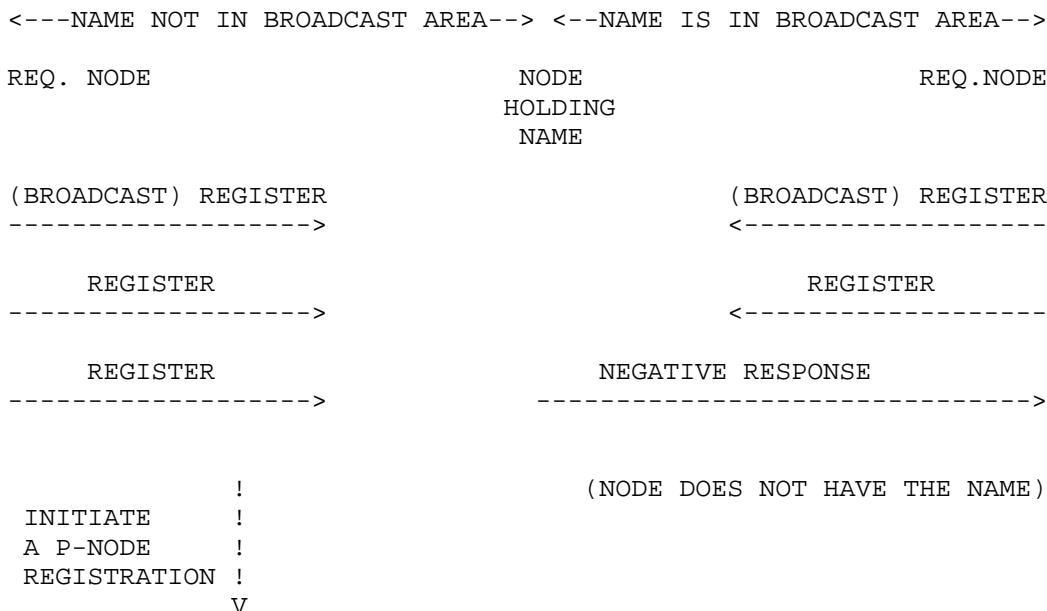 <---NAME NOT IN BROADCAST AREA--> <--NAME IS IN BROADCAST AREA-->
REQ. NODE NODE REQ.NODE
HOLDING
NAME
(BROADCAST) REGISTER (BROADCAST) REGISTER
-------------------> <-------------------
REGISTER REGISTER
-------------------> <-------------------
REGISTER NEGATIVE RESPONSE
-------------------> ------------------------------->
! (NODE DOES NOT HAVE THE NAME)
INITIATE !
A P-NODE !
REGISTRATION !
V